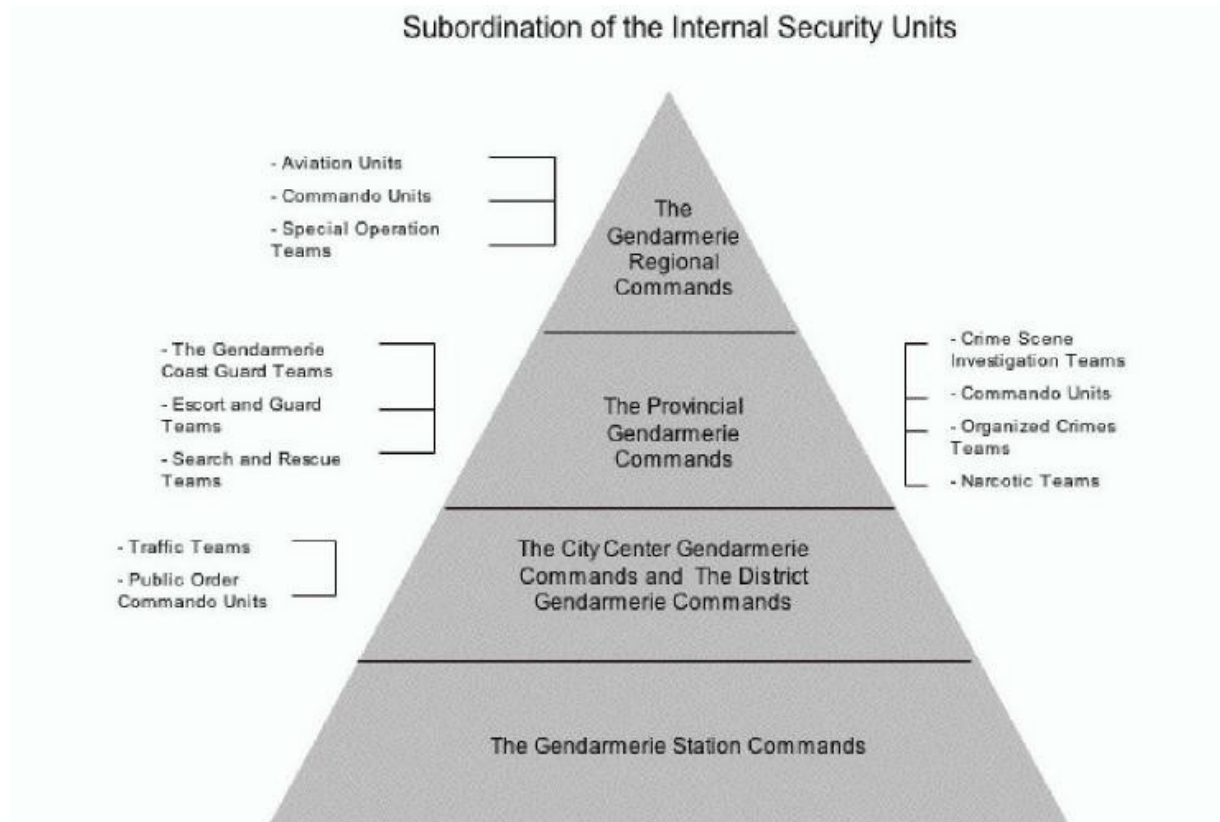 Subordination of the Internal Security Units
- Aviation Units
- Commando Units
- Special Operation
Teams
The
Gendarmerie
Regional
Commands
- The Gendarmerie
Coast Guard Teams
- Escort and Guard
Teams
- Search and Rescue
Teams
The Provincial
Gendarmerie
Commands
- Crime Scene
Investigation Teams
- Commando Units
- Organized Crimes
Teams
- Narcotic Teams
- Traffic Teams
- Public Order
Commando Units
The City Center Gendarmerie
Commands and The District
Gendarmerie Commands
The Gendarmerie Station Commands